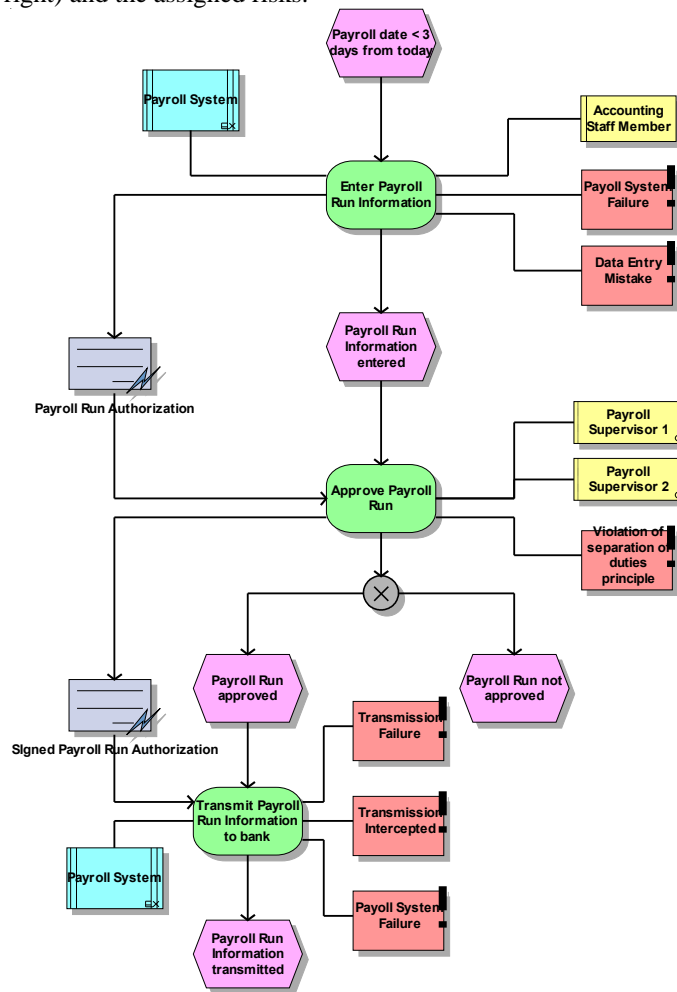 right) and the assigned risks.
Payroll date < 3
days from today
Payroll System
EX
Accounting
Staff Member
Enter Payroll
Run Information
Payoll System
Failure
Data Entry
Mistake
Payroll Run
Information
entered
Payroll Run Authorization
Payroll
Supervisor 1
Approve Payroll
Run
Payroll
Supervisor 2
Violation of
separation of
duties
principle
Payroll Run
approved
Payroll Run not
approved
SIgned Payroll Run Authorization
Transmission
Failure
Transmit Payroll
Run Information
to bank
Transmission
Intercepted
Payroll System
EX
Payoll System
Failure
Payroll Run
Information
transmitted